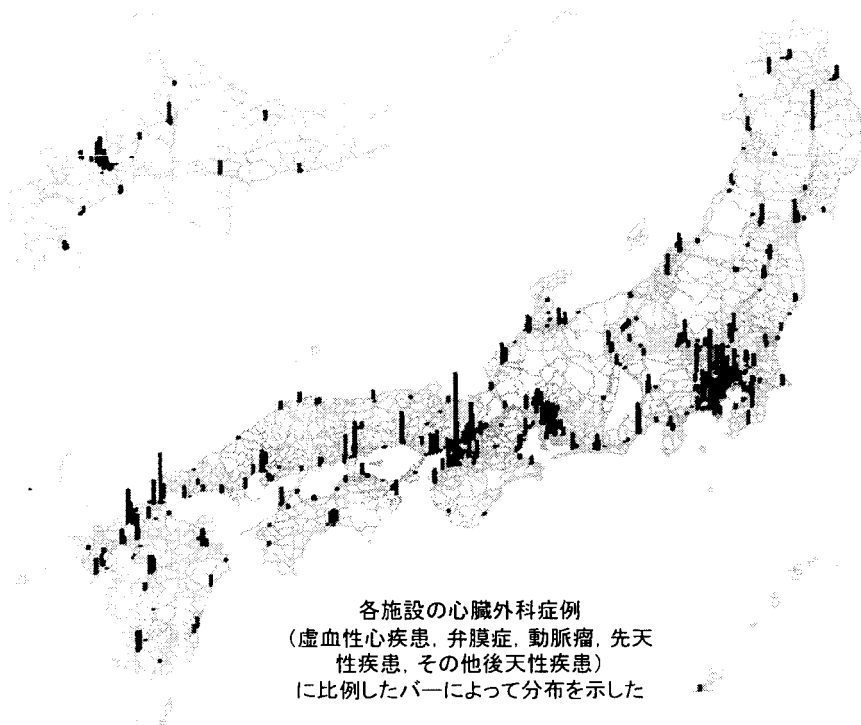 各施設の心臓外科症例
（虚血性心疾患, 弁膜症, 動脈瘤, 先天
性疾患, その他後天性疾患）
に比例したバーによって分布を示した